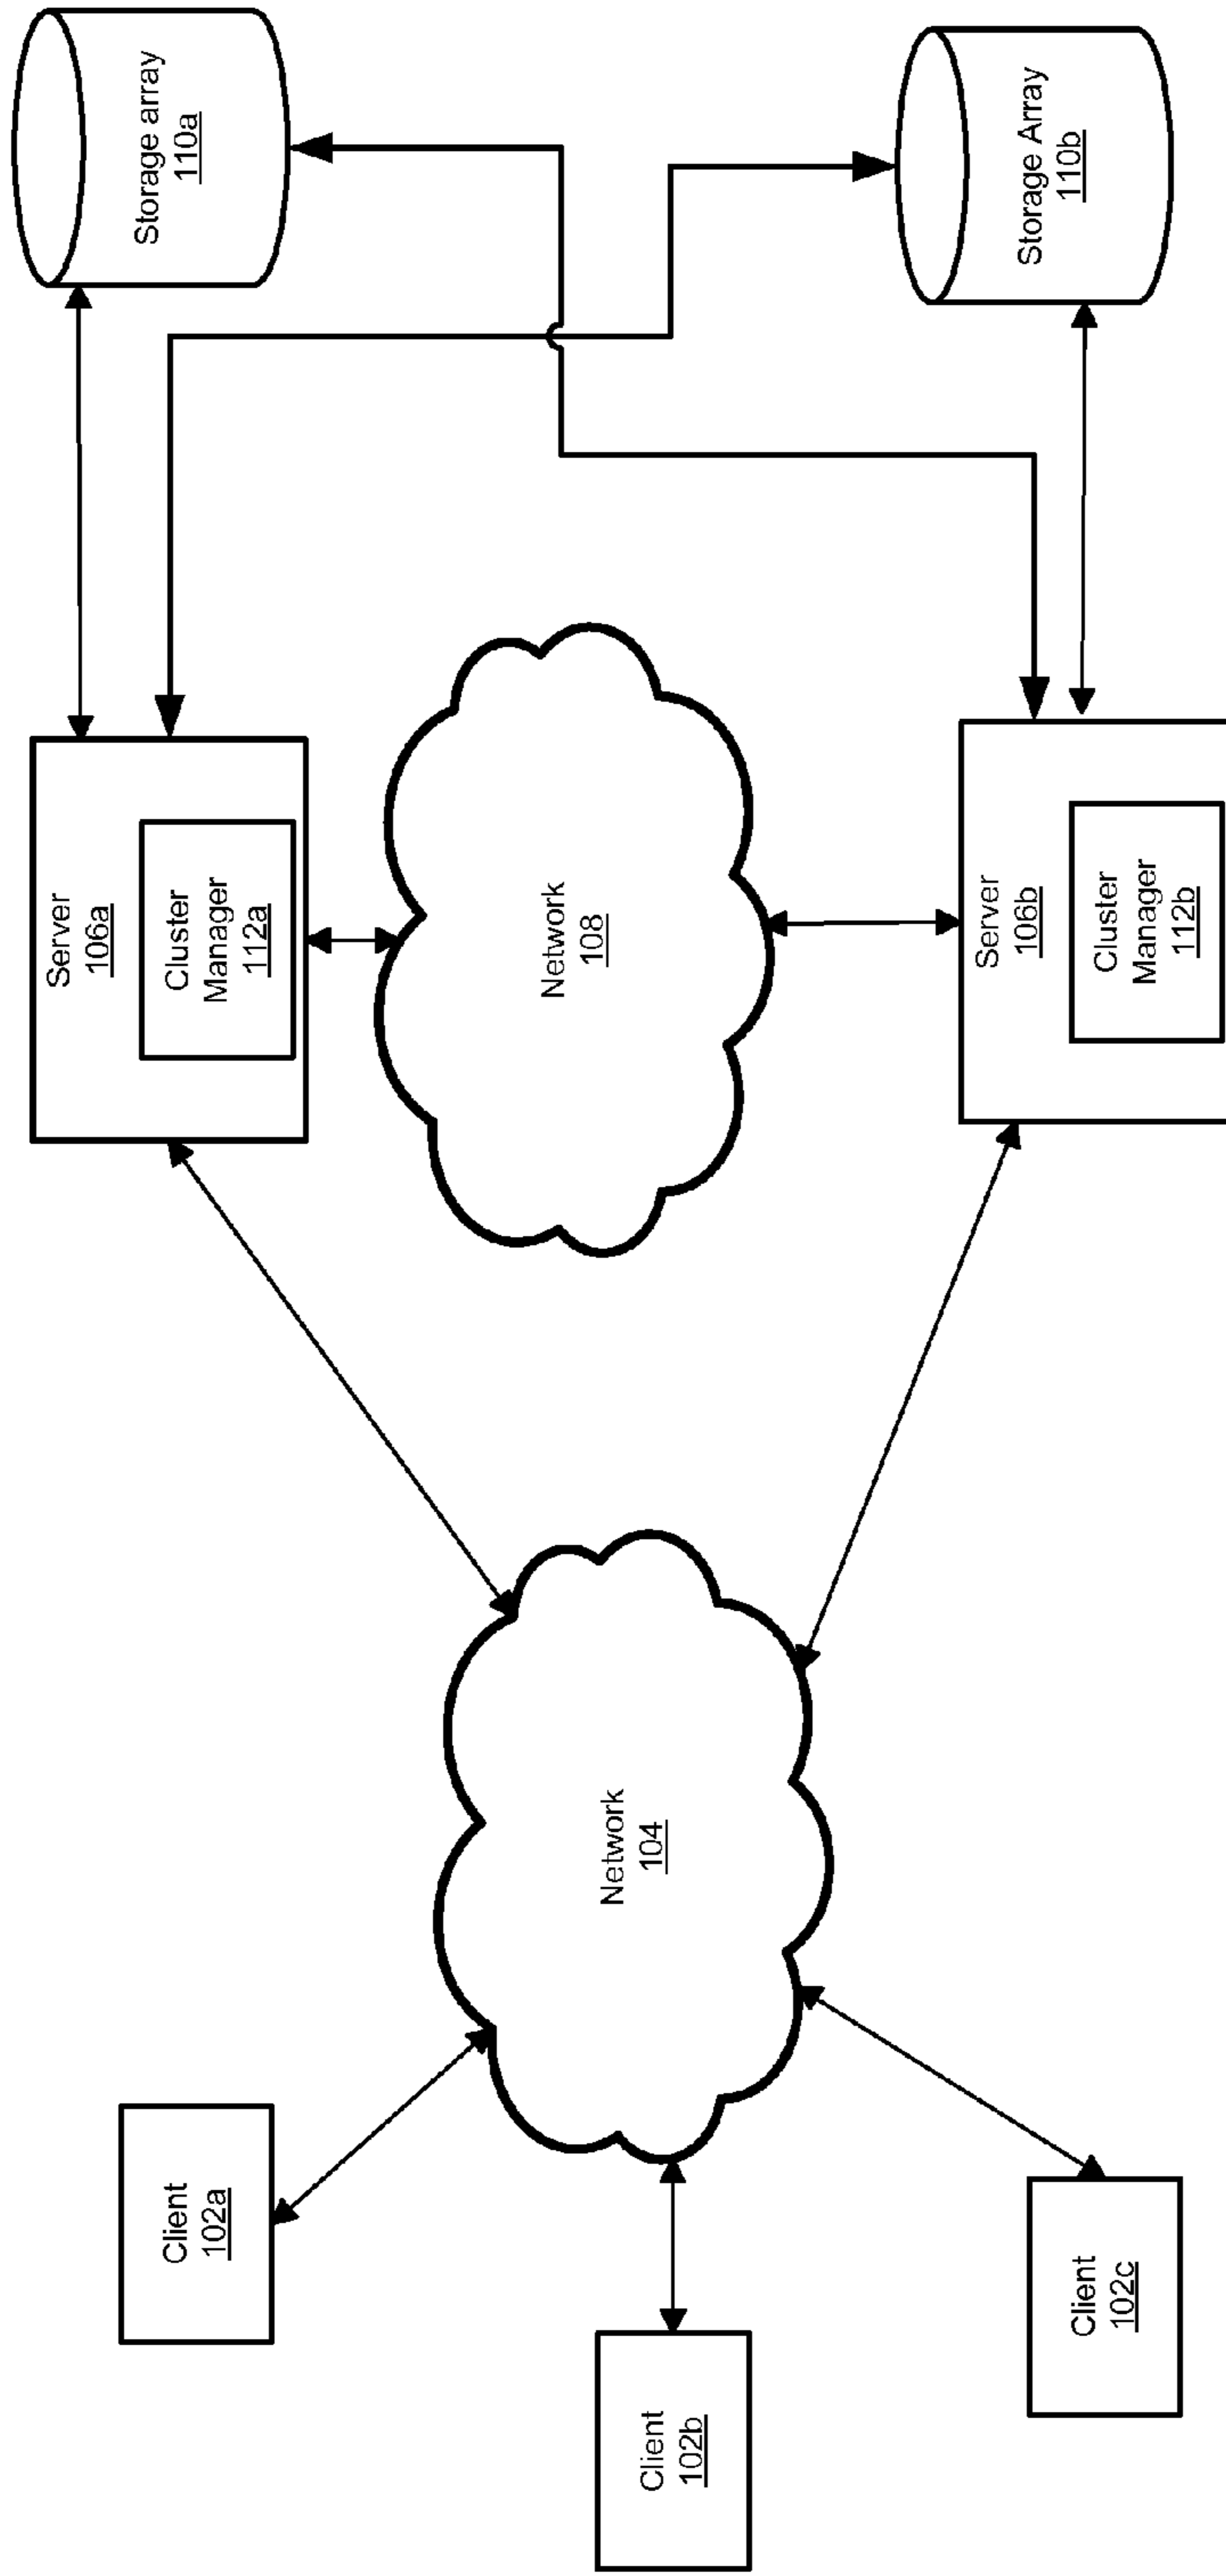 Client
102a
Client
102b
Client
102c
Network
104
Server
106a
Cluster
Manager
112a
Network
108
Server
106b
Cluster
Manager
112b
Storage array
110a
Storage Array
110b